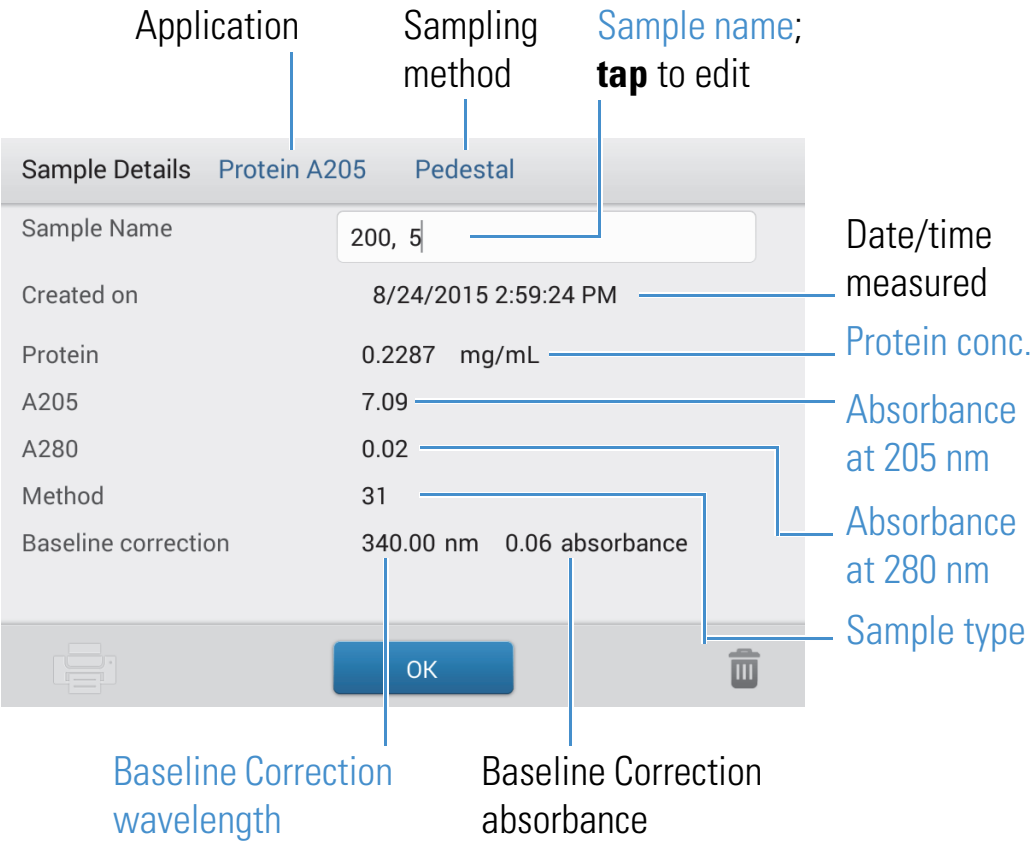 Application
Sampling
method
Sample name;
tap to edit
Sample Details Protein A205 Pedestal
Sample Name 200, 5
Created on 8/24/2015 2:59:24 PM
Date/time
measured
Protein 0.2287 mg/mL
Protein conc.
A205 7.09
Absorbance
at 205 nm
A280 0.02
Absorbance
at 280 nm
Method 31
Sample type
Baseline correction 340.00 nm 0.06 absorbance
OK
Baseline Correction
wavelength
Baseline Correction
absorbance